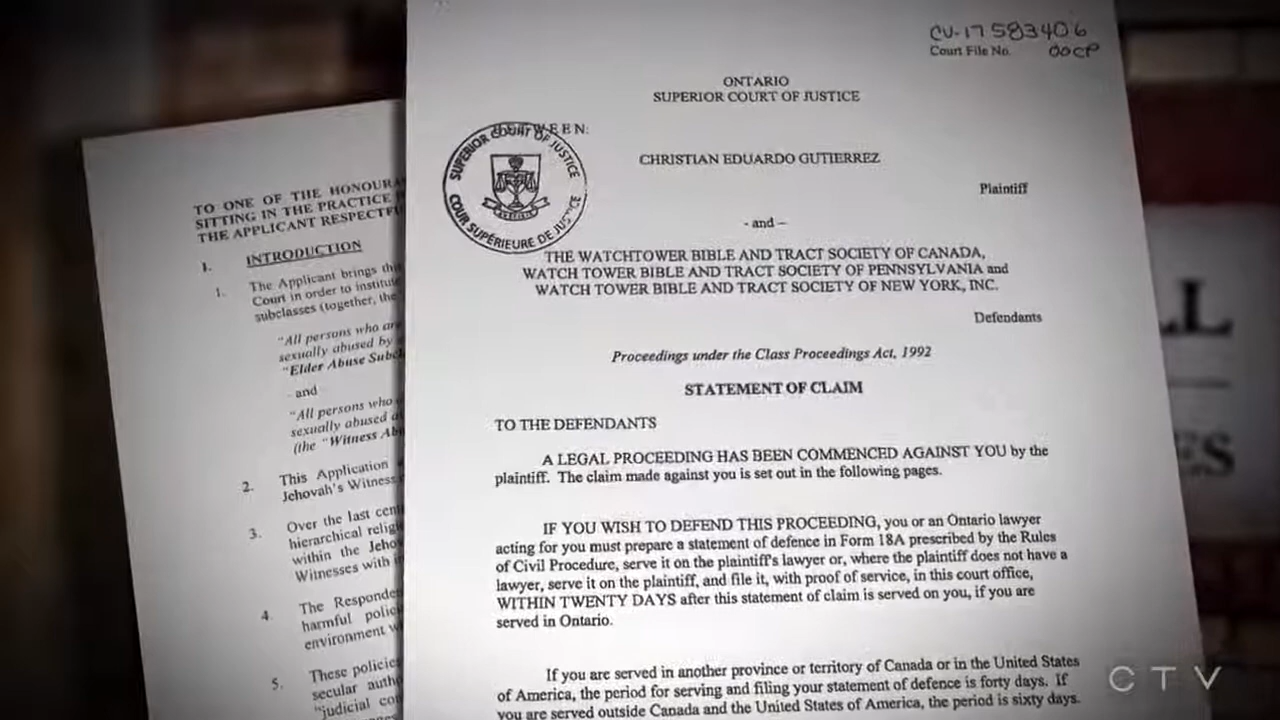 CV-17 583406
Court File No. 00CP
ONTARIO
SUPERIOR COURT OF JUSTICE
BETWEEN:
SUPERIOR COURT OF JUSTICE
COUR SUPÉRIEURE DE JUSTICE
CHRISTIAN EDUARDO GUTIERREZ
Plaintiff
- and –
THE WATCHTOWER BIBLE AND TRACT SOCIETY OF CANADA,
WATCH TOWER BIBLE AND TRACT SOCIETY OF PENNSYLVANIA and
WATCH TOWER BIBLE AND TRACT SOCIETY OF NEW YORK, INC.
Defendants
Proceedings under the Class Proceedings Act, 1992
STATEMENT OF CLAIM
TO THE DEFENDANTS
A LEGAL PROCEEDING HAS BEEN COMMENCED AGAINST YOU by the
plaintiff. The claim made against you is set out in the following pages.
IF YOU WISH TO DEFEND THIS PROCEEDING, you or an Ontario lawyer
acting for you must prepare a statement of defence in Form 18A prescribed by the Rules
of Civil Procedure, serve it on the plaintiff's lawyer or, where the plaintiff does not have a
lawyer, serve it on the plaintiff, and file it, with proof of service, in this court office,
WITHIN TWENTY DAYS after this statement of claim is served on you, if you are
served in Ontario.
If you are served in another province or territory of Canada or in the United States
of America, the period for serving and filing your statement of defence is forty days. If
you are served outside Canada and the United States of America, the period is sixty days.
TO ONE OF THE HONOURA
SITTING IN THE PRACTICE
THE APPLICANT RESPECTF
I. INTRODUCTION
1. The Applicant brings this
Court in order to institute
subclasses (together, the
"All persons who are
sexually abused by
"Elder Abuse Subcl
- and
"All persons who
sexually abused a
(the "Witness Ab
2. This Application
Jehovah's Witness
3. Over the last cent
hierarchical relig
within the Jehov
Witnesses with i
4. The Responde
harmful polic
environment w
5. These policies
secular autho
"judicial con
LL
ES
CTV